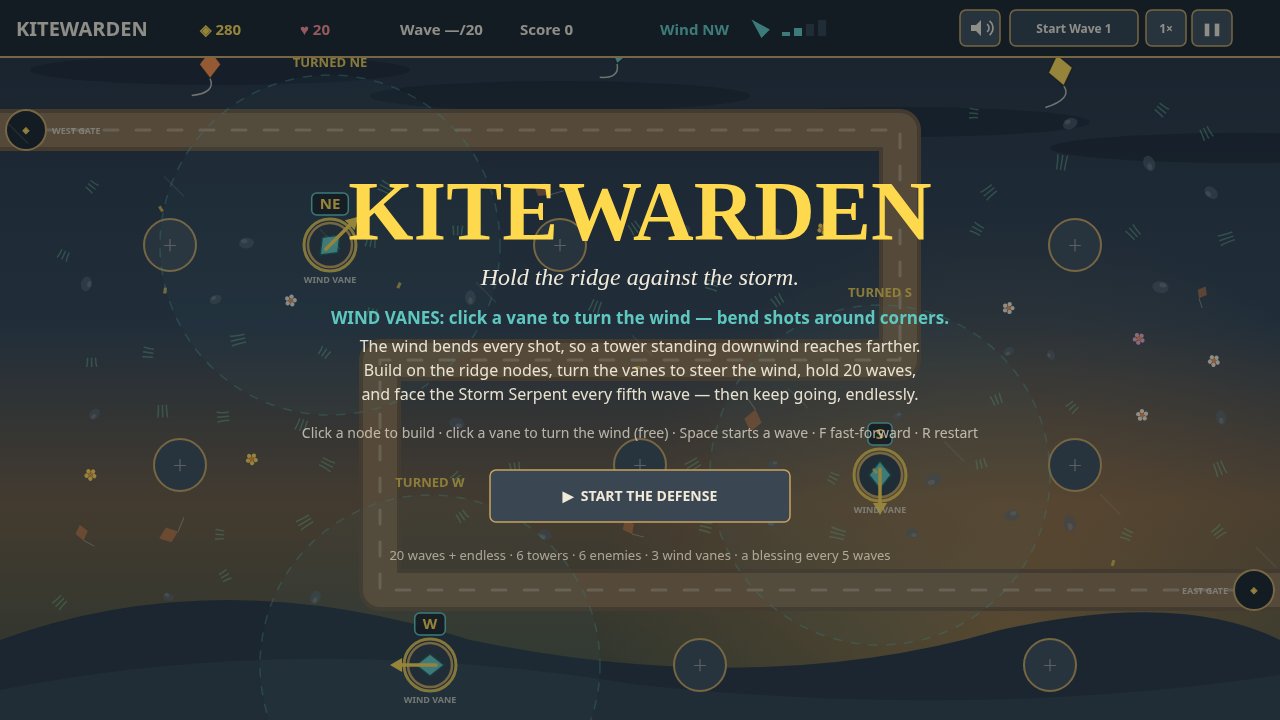 KITEWARDEN
◈ 280
♥ 20
Wave —/20
Score 0
Wind NW
Start Wave 1
1×
TURNED NE
WEST GATE
NE
WIND VANE
KITEWARDEN
Hold the ridge against the storm.
TURNED S
WIND VANES: click a vane to turn the wind — bend shots around corners.
The wind bends every shot, so a tower standing downwind reaches farther.
Build on the ridge nodes, turn the vanes to steer the wind, hold 20 waves,
and face the Storm Serpent every fifth wave — then keep going, endlessly.
Click a node to build · click a vane to turn the wind (free) · Space starts a wave · F fast-forward · R restart
S
TURNED W
▶ START THE DEFENSE
WIND VANE
20 waves + endless · 6 towers · 6 enemies · 3 wind vanes · a blessing every 5 waves
EAST GATE
W
WIND VANE